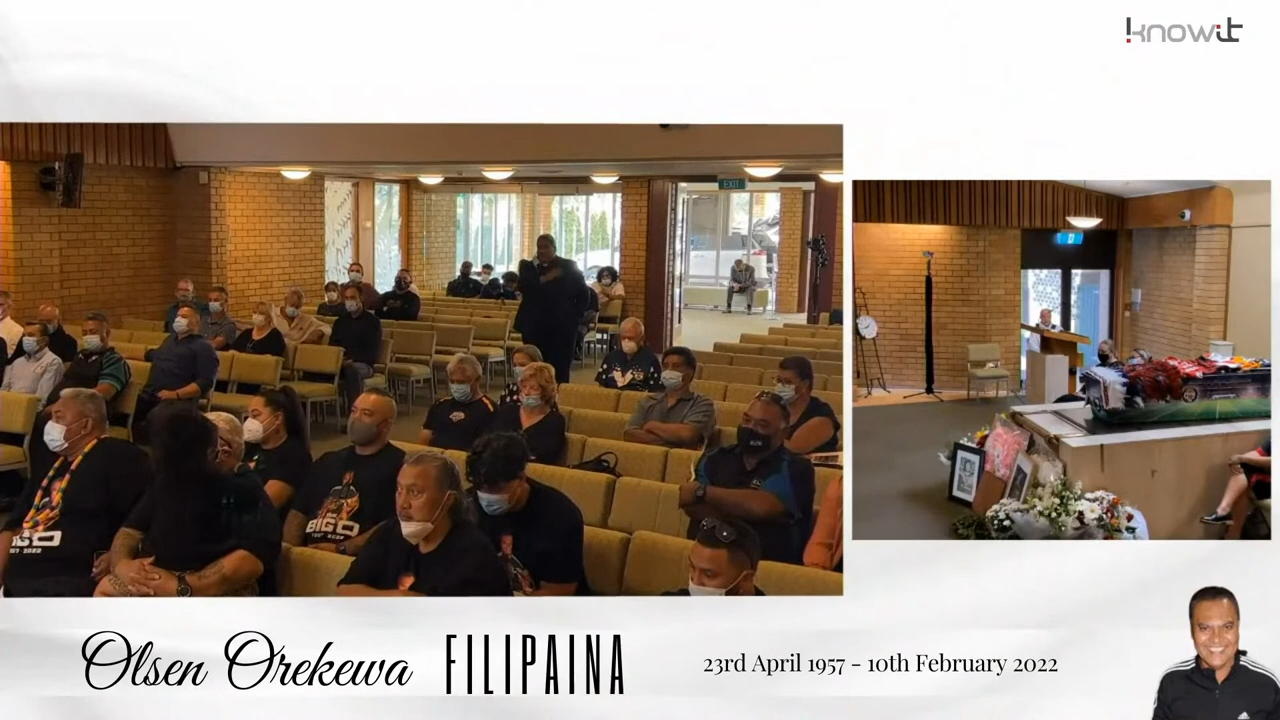 !knowit
EXIT
BIG O
1957-2022
Olsen Orekewa FILIPAINA
23rd April 1957 - 10th February 2022